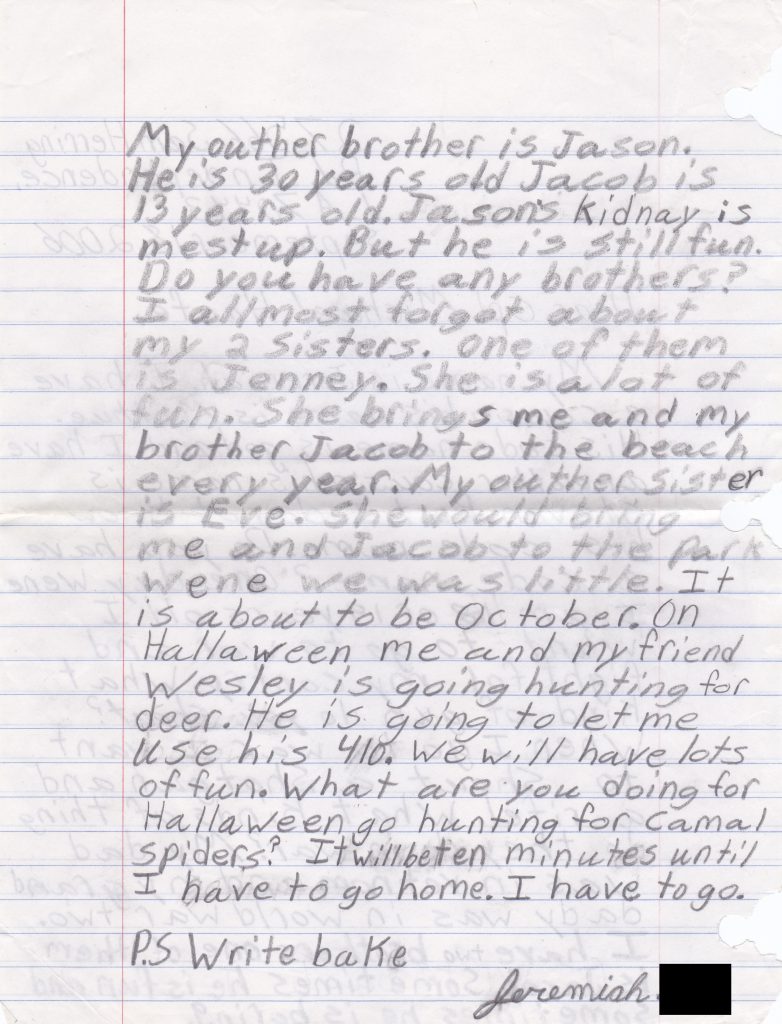 My outher brother is Jason.
He is 30 years old Jacob is
13 years old. Jason's kidnay is
mest up. But he is still fun.
Do you have any brothers?
I allmost forgot about
my 2 sisters. One of them
is Jenney. She is a lot of
fun. She brings me and my
brother Jacob to the beach
every year. My outher sister
is Eve. She would bring
me and Jacob to the park
wene we was little. It
is about to be October. On
Hallaween me and my friend
Wesley is going hunting for
deer. He is going to let me
use his 410. We will have lots
of fun. What are you doing for
Hallaween go hunting for camal
spiders? It will be ten minutes until
I have to go home. I have to go.
P.S Write bake
Jeremiah.